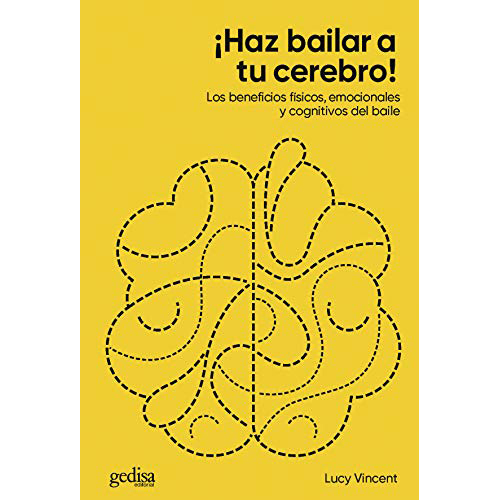 ¡Haz bailar a
tu cerebro!
Los beneficios físicos, emocionales
y cognitivos del baile
gedisa
editorial
Lucy Vincent